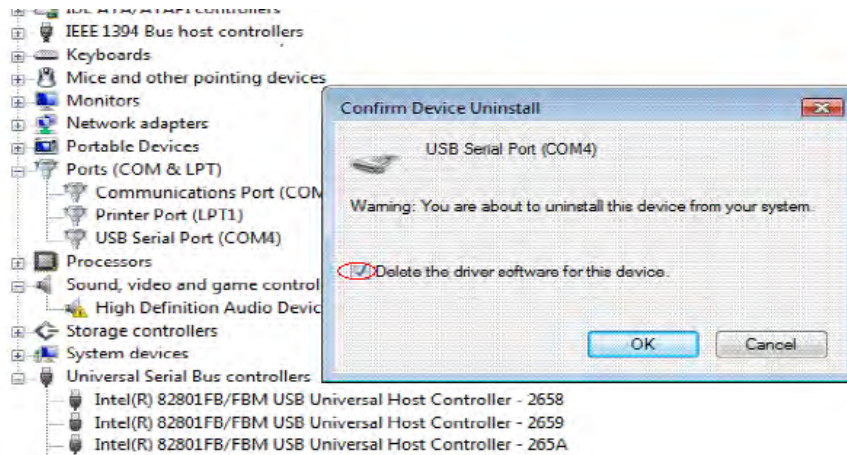 IDE ATA/ATAPI controllers
IEEE 1394 Bus host controllers
Keyboards
Mice and other pointing devices
Monitors
Network adapters
Portable Devices
Ports (COM & LPT)
Communications Port (COM
Printer Port (LPT1)
USB Serial Port (COM4)
Processors
Sound, video and game control
High Definition Audio Devic
Storage controllers
System devices
Universal Serial Bus controllers
Intel(R) 82801FB/FBM USB Universal Host Controller - 2658
Intel(R) 82801FB/FBM USB Universal Host Controller - 2659
Intel(R) 82801FB/FBM USB Universal Host Controller - 265A
Confirm Device Uninstall
USB Serial Port (COM4)
Warning: You are about to uninstall this device from your system.
Delete the driver software for this device.
OK
Cancel